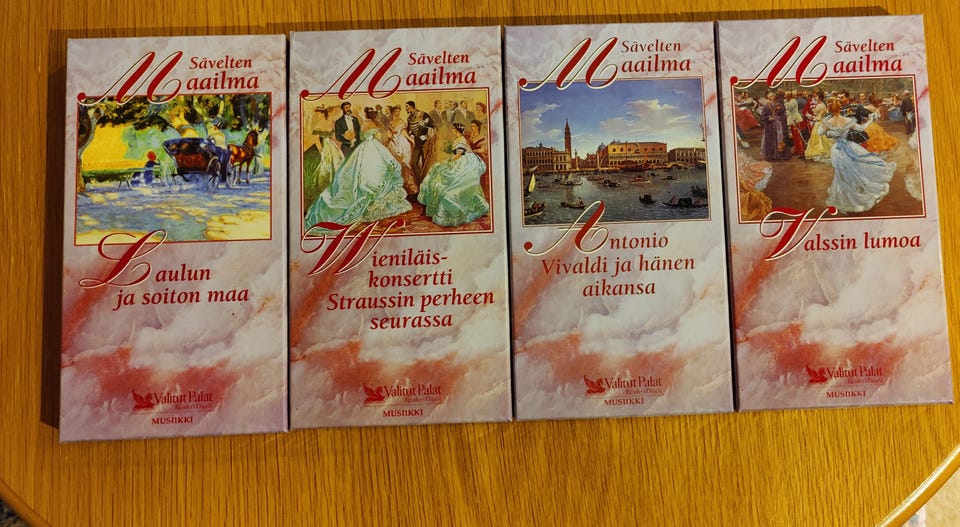 Sävelten
Maailma
Laulun
ja soiton maa
Valitut Palat
Reader's Digest
MUSIIKKI
Sävelten
Maailma
Wieniläis-
konsertti
Straussin perheen
seurassa
Valitut Palat
Reader's Digest
MUSIIKKI
Sävelten
Maailma
Antonio
Vivaldi ja hänen
aikansa
Valitut Palat
Reader's Digest
MUSIIKKI
Sävelten
Maailma
Valssin lumoa
Valitut Palat
Reader's Digest
MUSIIKKI